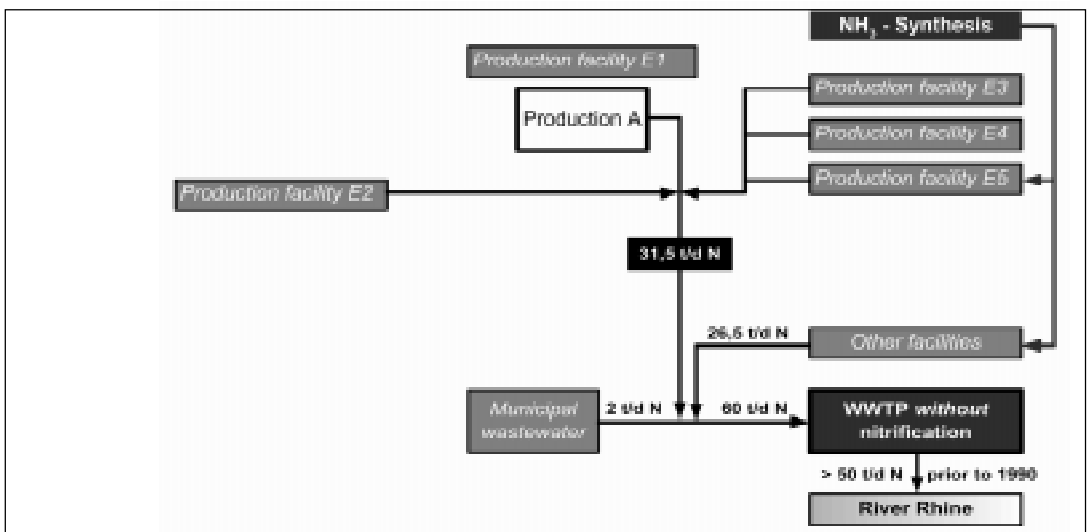 NH3 - Synthesis
Production facility E1
Production facility E3
Production A
Production facility E4
Production facility E5
Production facility E2
31,5 t/d N
26,5 t/d N
Other facilities
Municipal
wastewater
2 t/d N
60 t/d N
WWTP without
nitrification
> 50 t/d N
prior to 1990
River Rhine